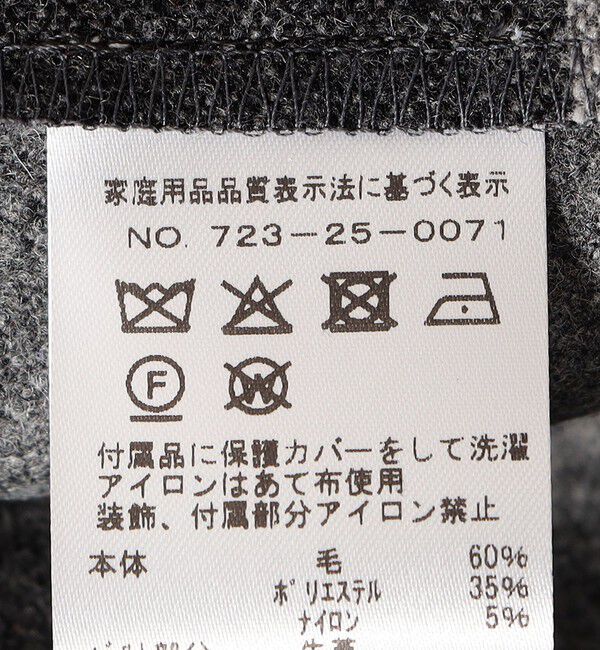 家庭用品品質表示法に基づく表示
NO. 723-25-0071
F W
付属品に保護カバーをして洗濯
アイロンはあて布使用
装飾、付属部分アイロン禁止
本体 毛 60%
ポリエステル 35%
ナイロン 5%